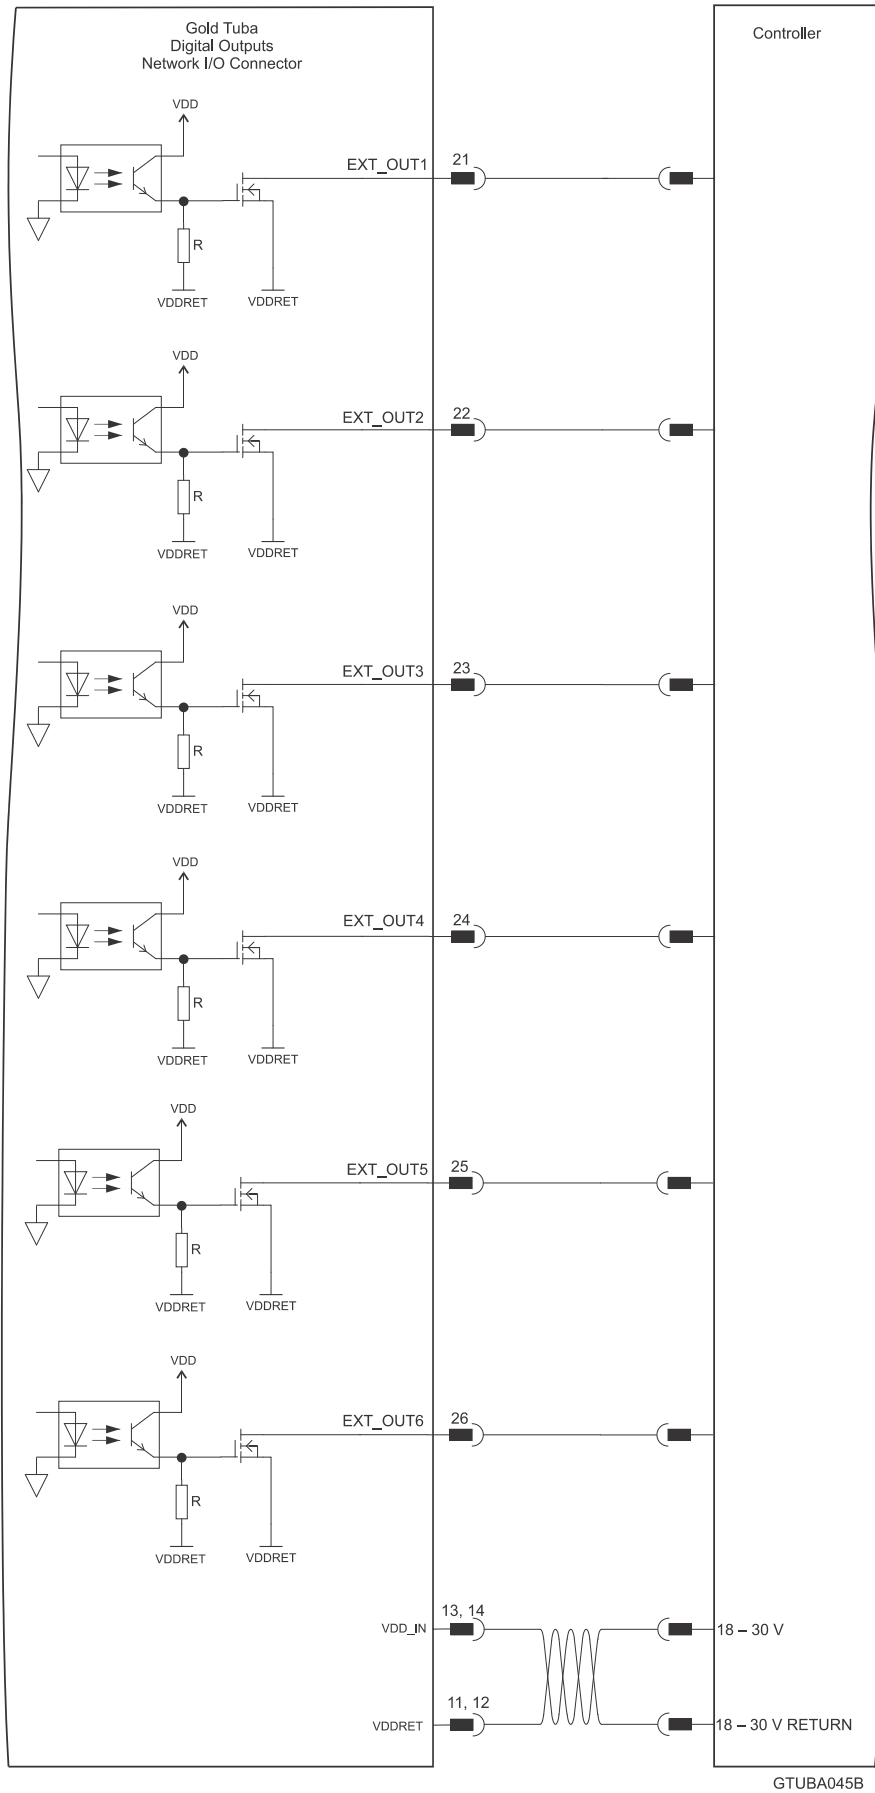 Gold Tuba
Digital Outputs
Network I/O Connector
Controller
VDD
EXT_OUT1
21
R
VDDRET
VDDRET
VDD
EXT_OUT2
22
R
VDDRET
VDDRET
VDD
EXT_OUT3
23
R
VDDRET
VDDRET
VDD
EXT_OUT4
24
R
VDDRET
VDDRET
VDD
EXT_OUT5
25
R
VDDRET
VDDRET
VDD
EXT_OUT6
26
R
VDDRET
VDDRET
VDD_IN
13, 14
18 – 30 V
VDDRET
11, 12
18 – 30 V RETURN
GTUBA045B